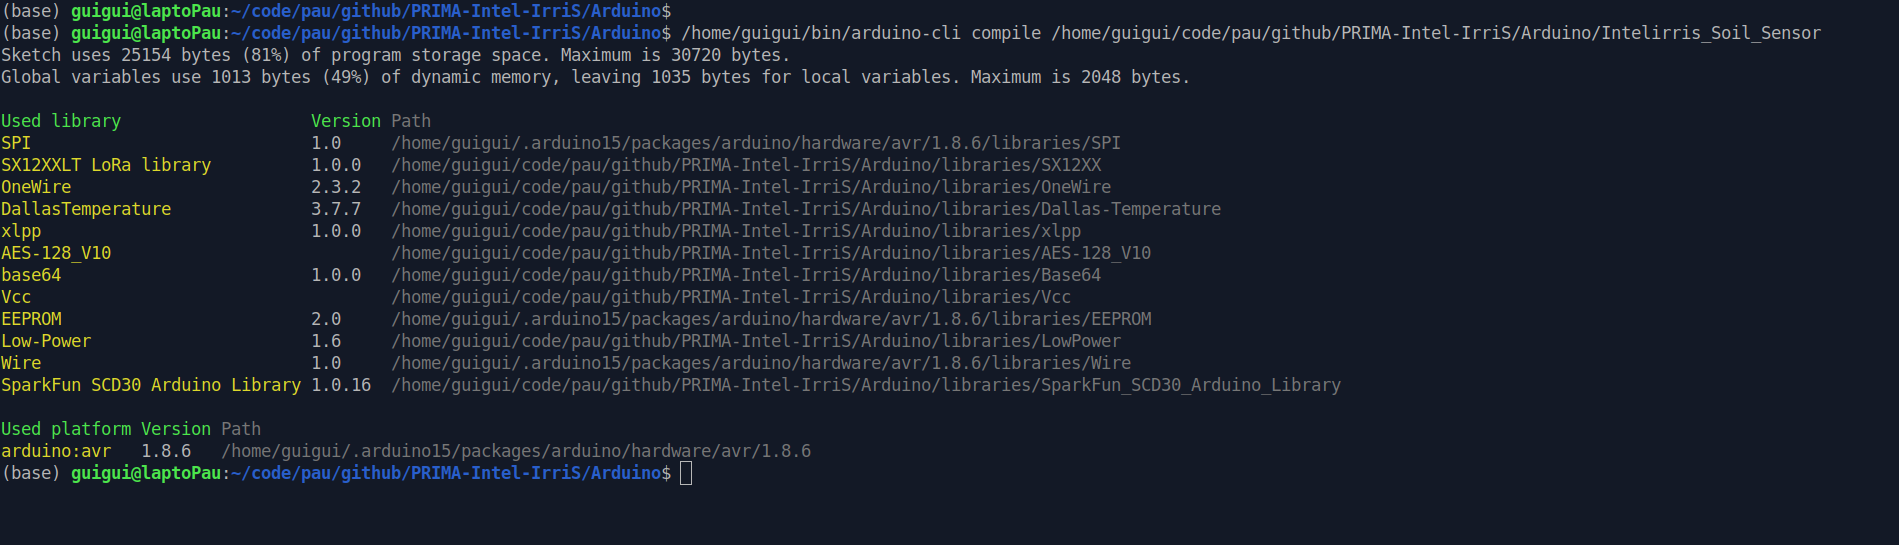 (base) guigui@laptoPau:~/code/pau/github/PRIMA-Intel-IrriS/Arduino$
(base) guigui@laptoPau:~/code/pau/github/PRIMA-Intel-IrriS/Arduino$ /home/guigui/bin/arduino-cli compile /home/guigui/code/pau/github/PRIMA-Intel-IrriS/Arduino/Intelirris_Soil_Sensor
Sketch uses 25154 bytes (81%) of program storage space. Maximum is 30720 bytes.
Global variables use 1013 bytes (49%) of dynamic memory, leaving 1035 bytes for local variables. Maximum is 2048 bytes.
Used library Version Path
SPI 1.0 /home/guigui/.arduino15/packages/arduino/hardware/avr/1.8.6/libraries/SPI
SX12XXLT LoRa library 1.0.0 /home/guigui/code/pau/github/PRIMA-Intel-IrriS/Arduino/libraries/SX12XX
OneWire 2.3.2 /home/guigui/code/pau/github/PRIMA-Intel-IrriS/Arduino/libraries/OneWire
DallasTemperature 3.7.7 /home/guigui/code/pau/github/PRIMA-Intel-IrriS/Arduino/libraries/Dallas-Temperature
xlpp 1.0.0 /home/guigui/code/pau/github/PRIMA-Intel-IrriS/Arduino/libraries/xlpp
AES-128_V10 /home/guigui/code/pau/github/PRIMA-Intel-IrriS/Arduino/libraries/AES-128_V10
base64 1.0.0 /home/guigui/code/pau/github/PRIMA-Intel-IrriS/Arduino/libraries/Base64
Vcc /home/guigui/code/pau/github/PRIMA-Intel-IrriS/Arduino/libraries/Vcc
EEPROM 2.0 /home/guigui/.arduino15/packages/arduino/hardware/avr/1.8.6/libraries/EEPROM
Low-Power 1.6 /home/guigui/code/pau/github/PRIMA-Intel-IrriS/Arduino/libraries/LowPower
Wire 1.0 /home/guigui/.arduino15/packages/arduino/hardware/avr/1.8.6/libraries/Wire
SparkFun SCD30 Arduino Library 1.0.16 /home/guigui/code/pau/github/PRIMA-Intel-IrriS/Arduino/libraries/SparkFun_SCD30_Arduino_Library
Used platform Version Path
arduino:avr 1.8.6 /home/guigui/.arduino15/packages/arduino/hardware/avr/1.8.6
(base) guigui@laptoPau:~/code/pau/github/PRIMA-Intel-IrriS/Arduino$